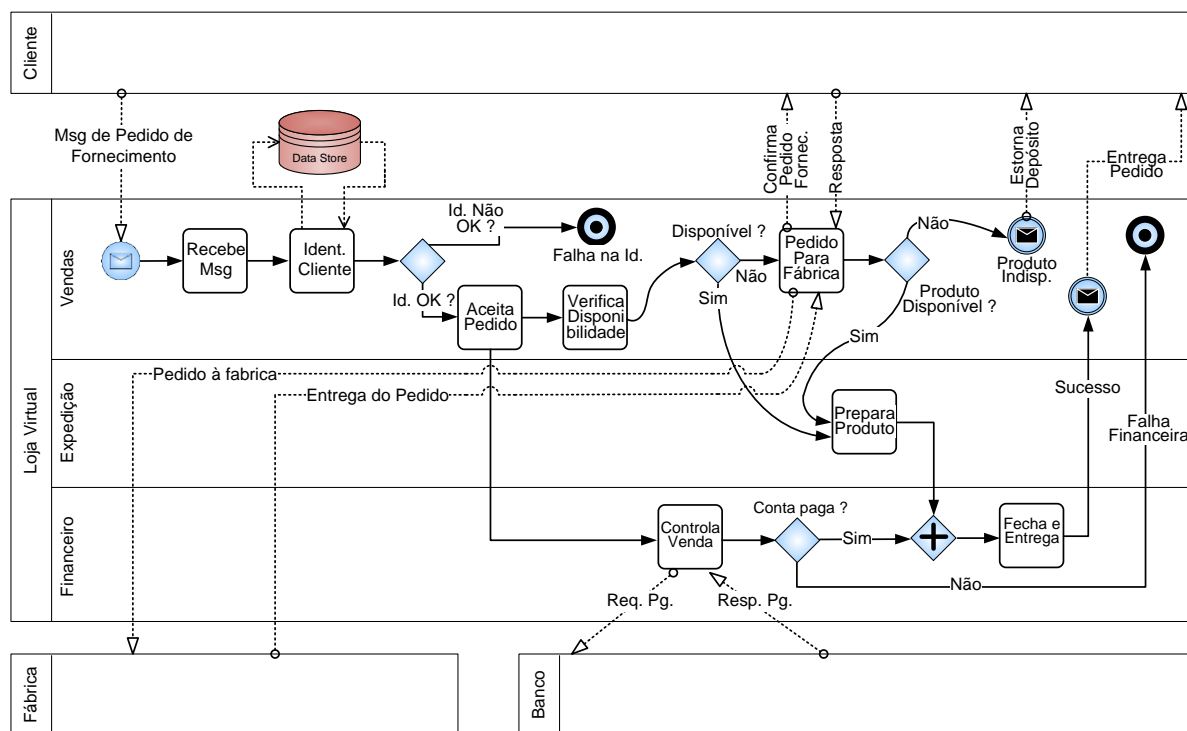 Cliente
Msg de Pedido de
Fornecimento
Data Store
Confirma
Pedido
Fornec.
Resposta
Estorna
Depósito
Entrega
Pedido
Loja Virtual
Vendas
Recebe
Msg
Ident.
Cliente
Id. Não
OK ?
Falha na Id.
Id. OK ?
Aceita
Pedido
Verifica
Disponi
bilidade
Disponível ?
Não
Sim
Pedido
Para
Fábrica
Não
Produto
Disponível ?
Sim
Produto
Indisp.
Expedição
Pedido à fabrica
Entrega do Pedido
Prepara
Produto
Sucesso
Falha
Financeira
Financeiro
Controla
Venda
Conta paga ?
Sim
Não
Fecha e
Entrega
Req. Pg.
Resp. Pg.
Fábrica
Banco